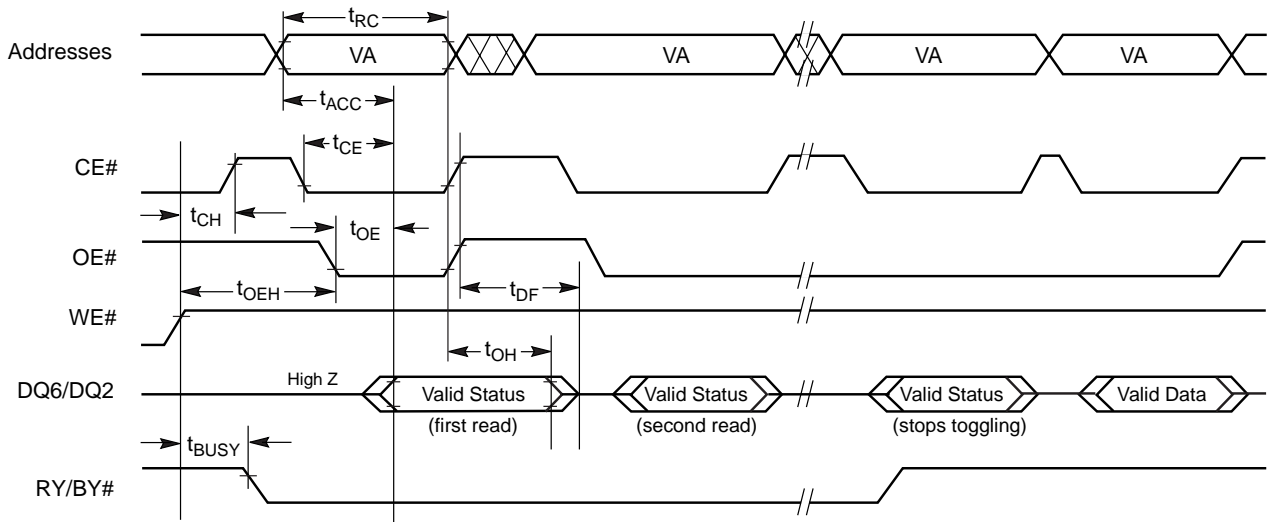 tRC
Addresses VA VA VA VA
tACC
tCE
CE#
tCH tOE
OE#
tOEH tDF
WE#
tOH
High Z
DQ6/DQ2 Valid Status Valid Status Valid Status Valid Data
(first read) (second read) (stops toggling)
tBUSY
RY/BY#